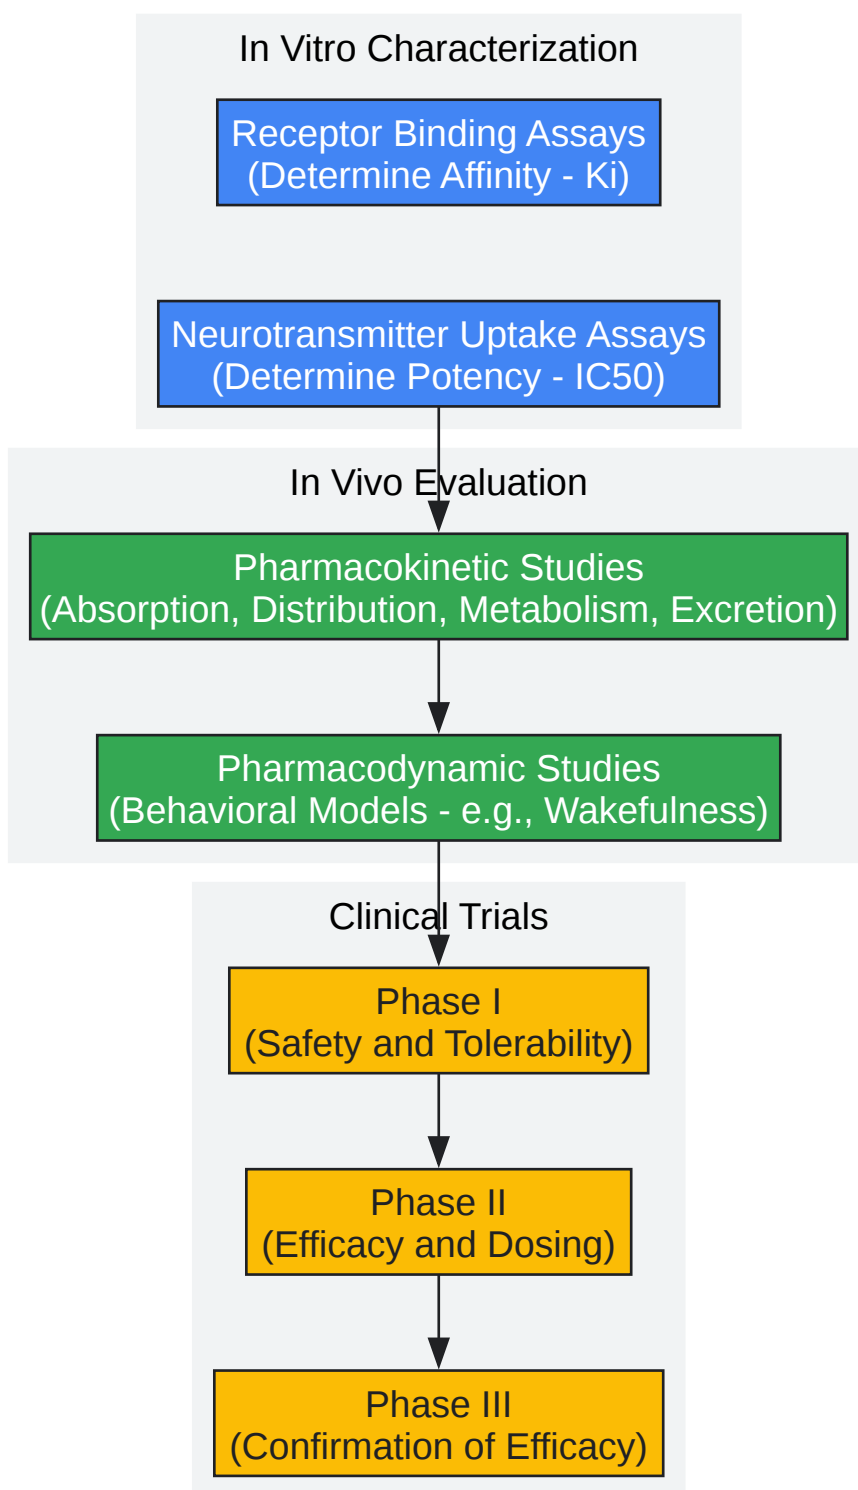 In Vitro Characterization
Receptor Binding Assays
(Determine Affinity - Ki)
Neurotransmitter Uptake Assays
(Determine Potency - IC50)
In Vivo Evaluation
Pharmacokinetic Studies
(Absorption, Distribution, Metabolism, Excretion)
Pharmacodynamic Studies
(Behavioral Models - e.g., Wakefulness)
Clinical Trials
Phase I
(Safety and Tolerability)
Phase II
(Efficacy and Dosing)
Phase III
(Confirmation of Efficacy)